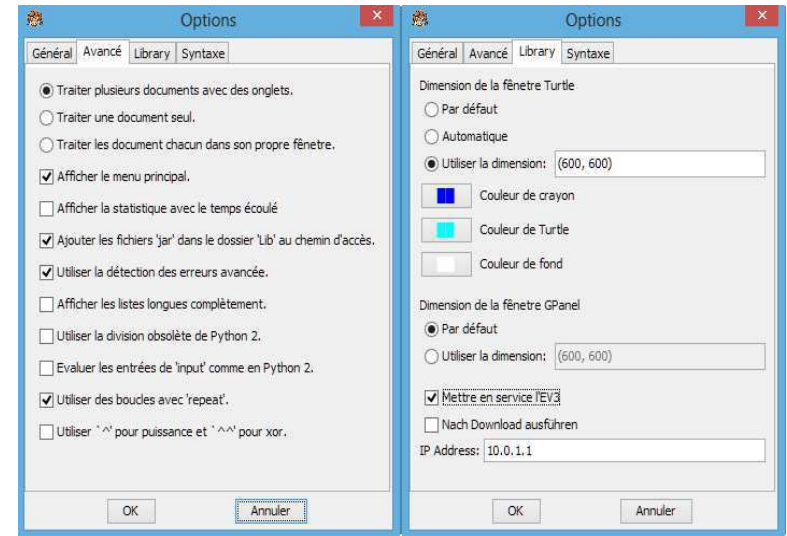 Options
Général Avancé Library Syntaxe
Traiter plusieurs documents avec des onglets.
Traiter une document seul.
Traiter les document chacun dans son propre fênetre.
Afficher le menu principal.
Afficher la statistique avec le temps écoulé
Ajouter les fichiers 'jar' dans le dossier 'Lib' au chemin d'accès.
Utiliser la détection des erreurs avancée.
Afficher les listes longues complètement.
Utiliser la division obsolète de Python 2.
Evaluer les entrées de 'input' comme en Python 2.
Utiliser des boucles avec 'repeat'.
Utiliser `^' pour puissance et `^^' pour xor.
OK Annuler
Options
Général Avancé Library Syntaxe
Dimension de la fênetre Turtle
Par défaut
Automatique
Utiliser la dimension: (600, 600)
Couleur de crayon
Couleur de Turtle
Couleur de fond
Dimension de la fênetre GPanel
Par défaut
Utiliser la dimension: (600, 600)
Mettre en service l'EV3
Nach Download ausführen
IP Address: 10.0.1.1
OK Annuler